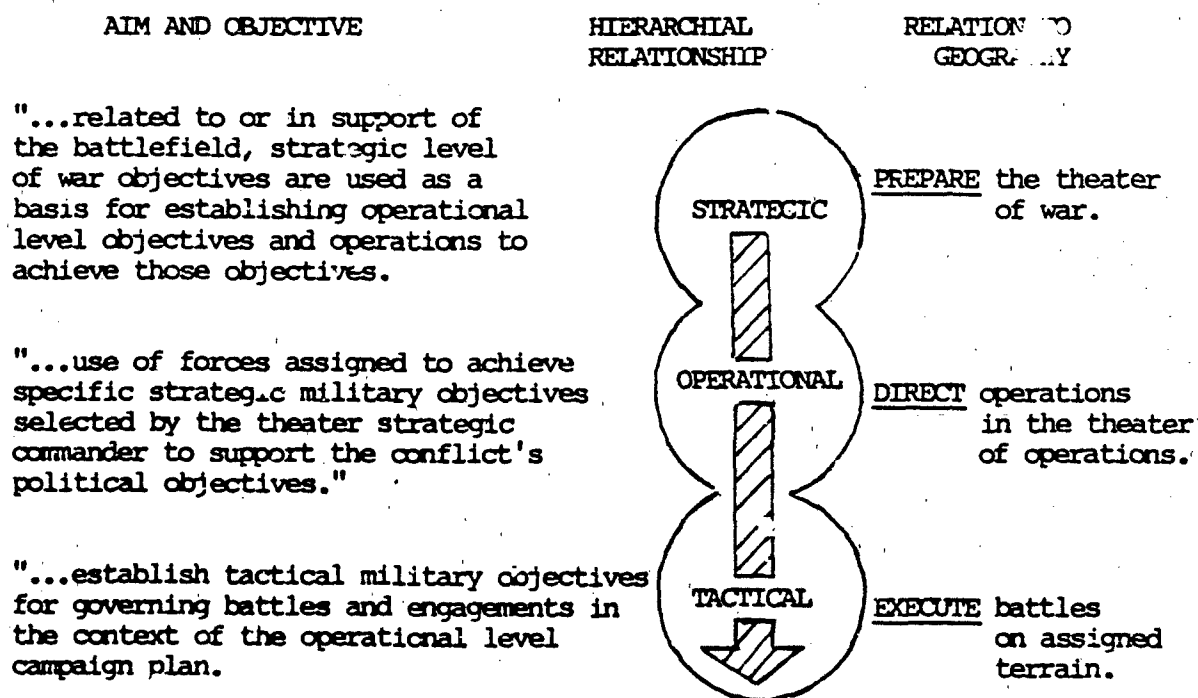 AIM AND OBJECTIVE
HIERARCHIAL
RELATIONSHIP
RELATION TO
"...related to or in support of
the battlefield, strategic level
of war objectives are used as a
basis for establishing operational
level objectives and operations to
achieve those objectives.
STRATEGIC
PREPARE the theater
of war.
"...use of forces assigned to achieve
specific strategic military objectives
selected by the theater strategic
commander to support the conflict's
political objectives."
OPERATIONAL
DIRECT operations
in the theater
of operations.
"...establish tactical military objectives
for governing battles and engagements in
the context of the operational level
campaign plan.
TACTICAL
EXECUTE battles
on assigned
terrain.